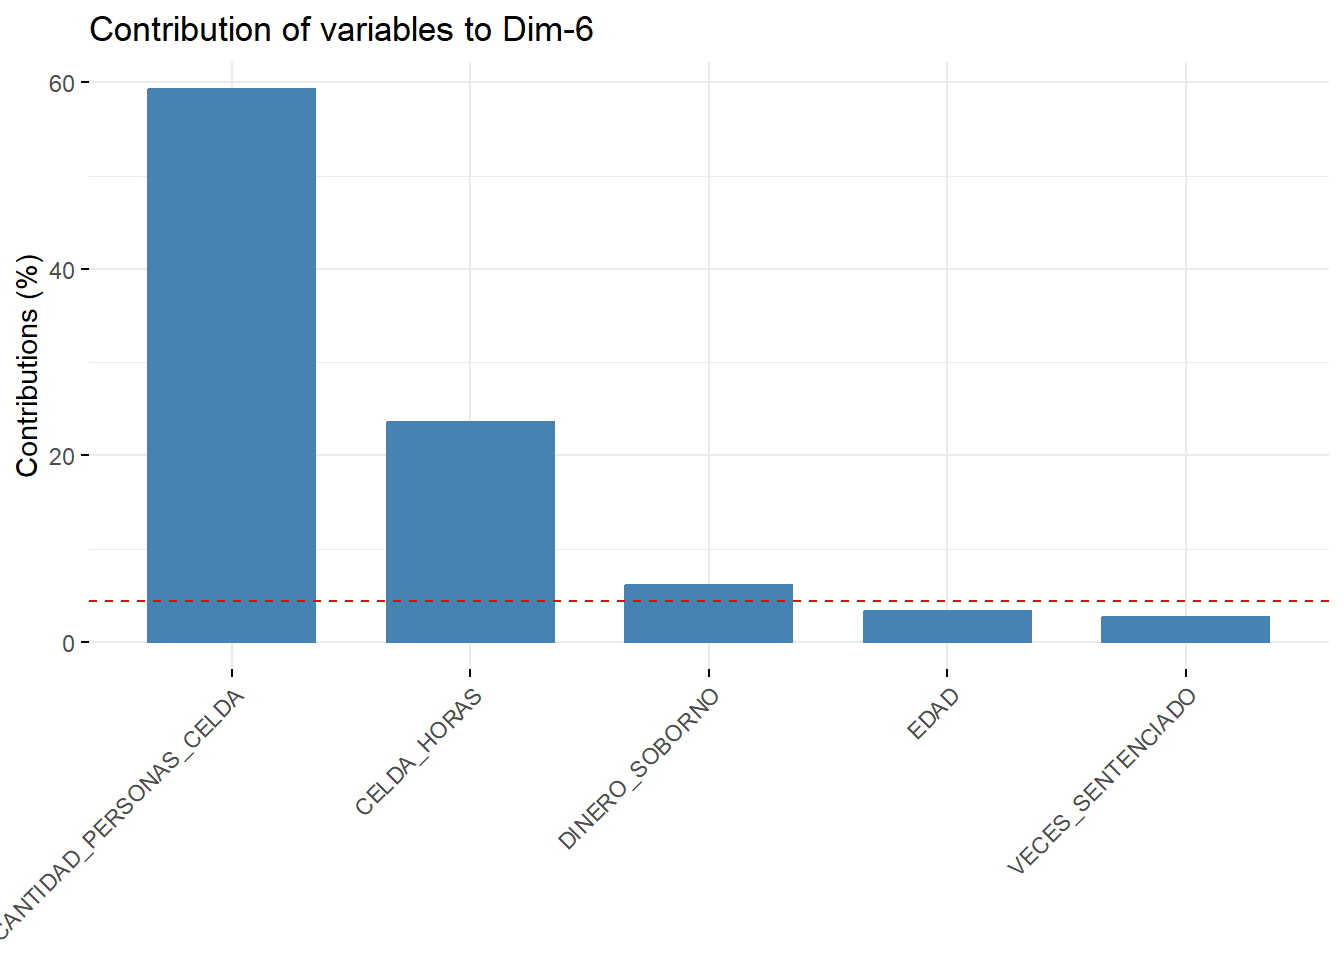 Contribution of variables to Dim-6
Contributions (%)
60
40
20
0
CANTIDAD_PERSONAS_CELDA
CELDA_HORAS
DINERO_SOBORNO
EDAD
VECES_SENTENCIADO